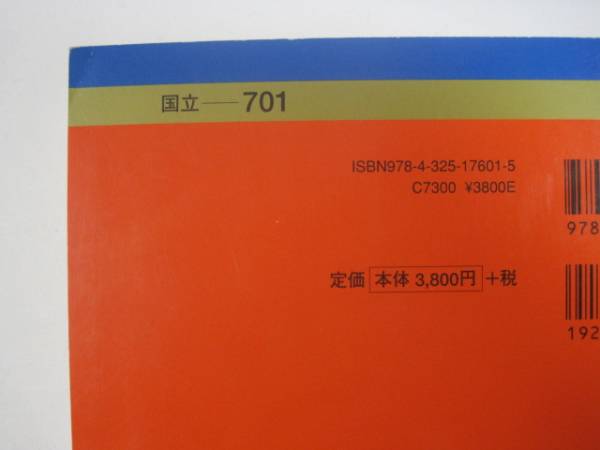 国立——701
ISBN978-4-325-17601-5
C7300 ¥3800E
978
定価 本体 3,800円 +税
192